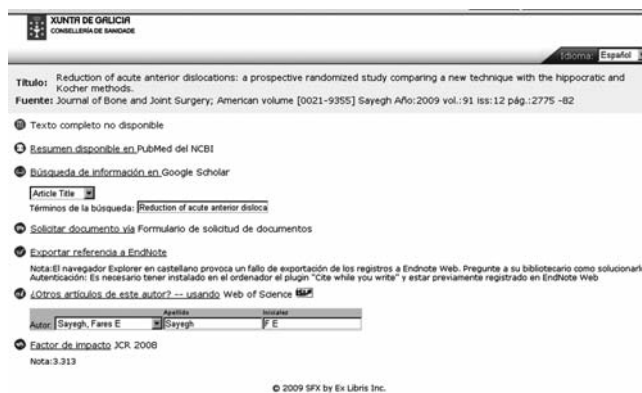 XUNTA DE GALICIA
CONSELLERÍA DE SANIDADE
Idioma: Español
Título: Reduction of acute anterior dislocations: a prospective randomized study comparing a new technique with the hippocratic and
Kocher methods.
Fuente: Journal of Bone and Joint Surgery; American volume [0021-9355] Sayegh Año:2009 vol.:91 iss:12 pág.:2775 -82
Texto completo no disponible
Resumen disponible en PubMed del NCBI
Búsqueda de información en Google Scholar
Article Title
Términos de la búsqueda: Reduction of acute anterior disloca
Solicitar documento vía Formulario de solicitud de documentos
Exportar referencia a EndNote
Nota:El navegador Explorer en castellano provoca un fallo de exportación de los registros a Endnote Web. Pregunte a su bibliotecario como solucionarlo
Autenticación: Es necesario tener instalado en el ordenador el plugin "Cite while you write" y estar previamente registrado en EndNote Web
¿Otros artículos de este autor? -- usando Web of Science
Apellido Iniciales
Autor: Sayegh, Fares E Sayegh F E
Factor de impacto JCR 2008
Nota:3.313
© 2009 SFX by Ex Libris Inc.